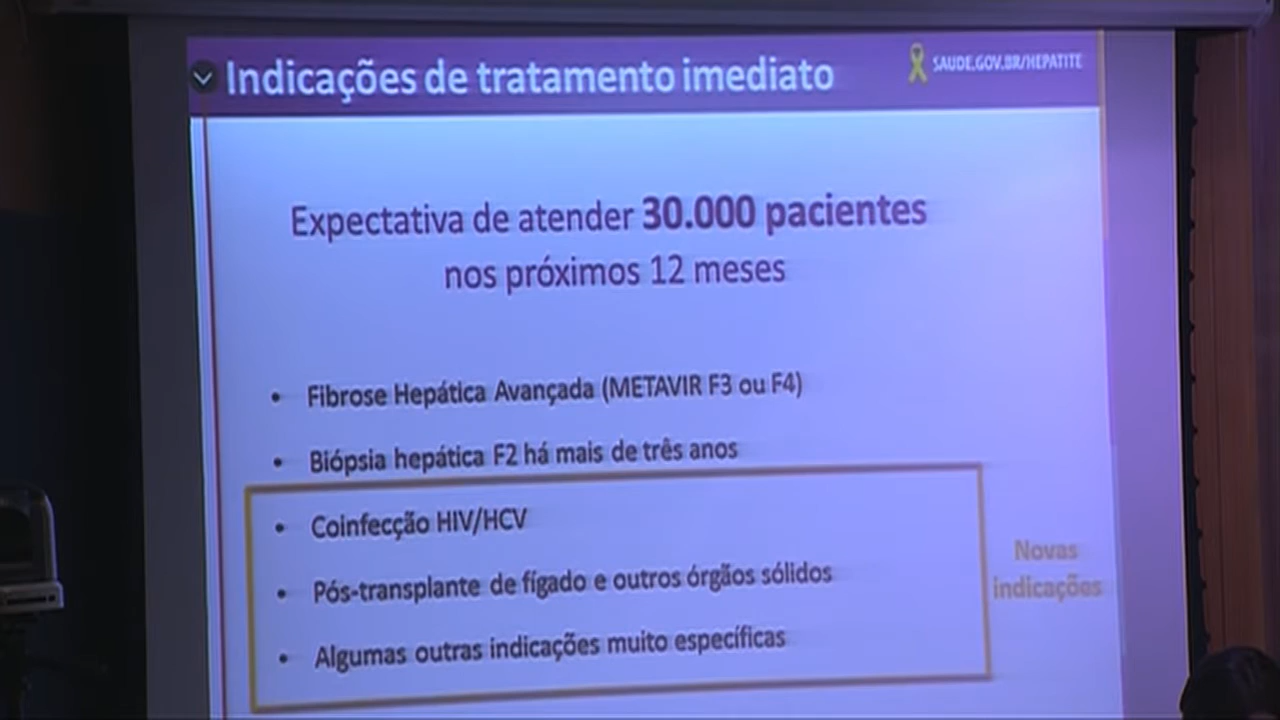 Indicações de tratamento imediato
SAUDE.GOV.BR/HEPATITE
Expectativa de atender 30.000 pacientes
nos próximos 12 meses
• Fibrose Hepática Avançada (METAVIR F3 ou F4)
• Biópsia hepática F2 há mais de três anos
• Coinfecção HIV/HCV
• Pós-transplante de fígado e outros órgãos sólidos
• Algumas outras indicações muito específicas
Novas
indicações